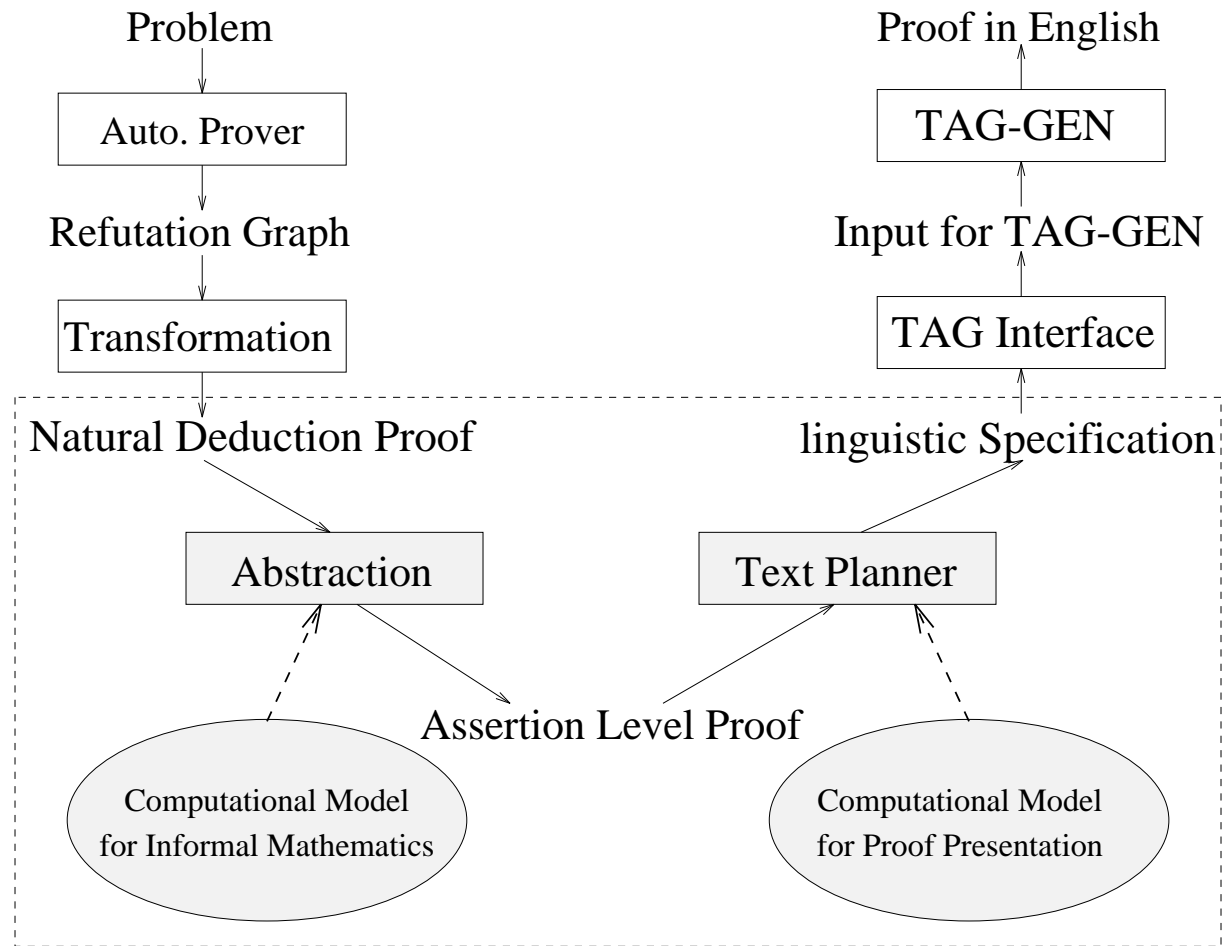 Problem
Proof in English
Auto. Prover
TAG-GEN
Refutation Graph
Input for TAG-GEN
Transformation
TAG Interface
Natural Deduction Proof
linguistic Specification
Abstraction
Text Planner
Assertion Level Proof
Computational Model
for Informal Mathematics
Computational Model
for Proof Presentation